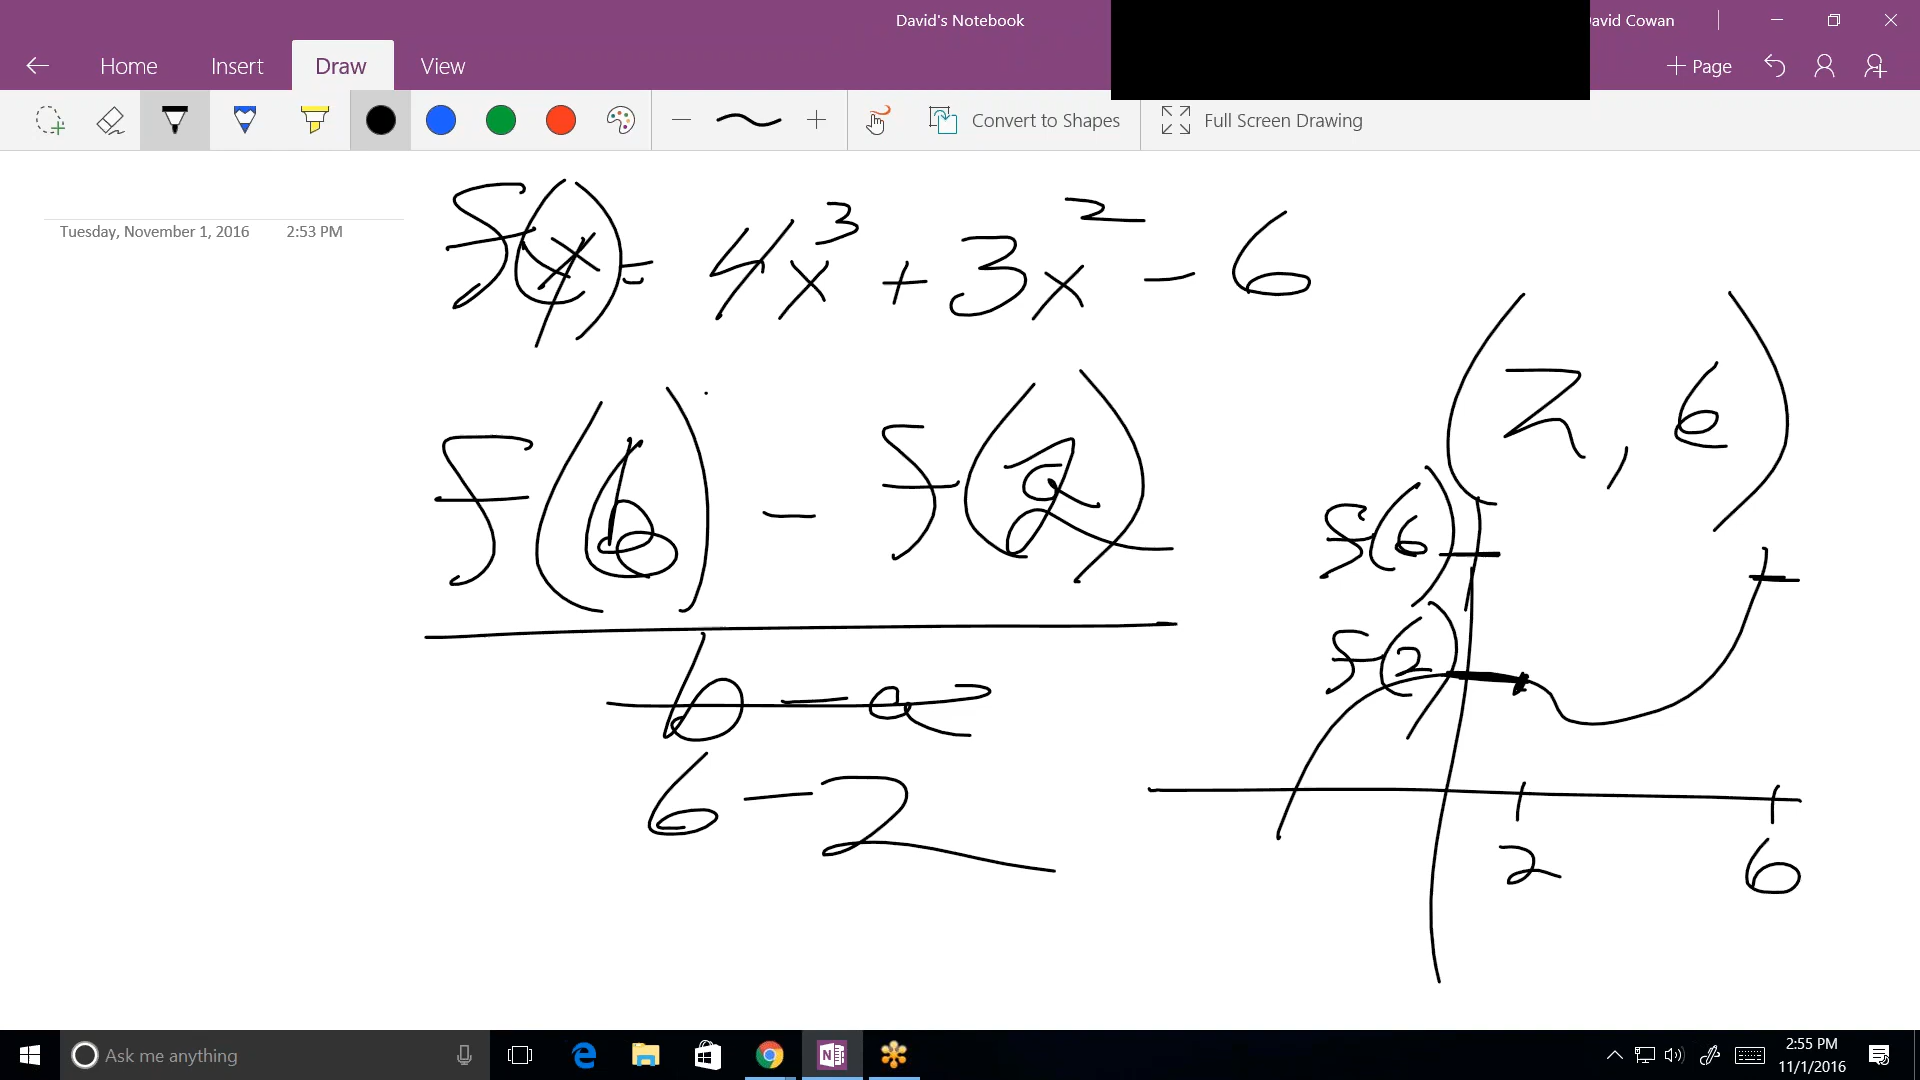 David's Notebook
avid Cowan
Home Insert Draw View
Page
Convert to Shapes Full Screen Drawing
Tuesday, November 1, 2016 2:53 PM
f(x) = 4x³ + 3x² - 6
(2, 6)
f(6) - f(2)
b - a
6 - 2
f(6)
f(2)
2 6
Ask me anything
N
2:55 PM
11/1/2016